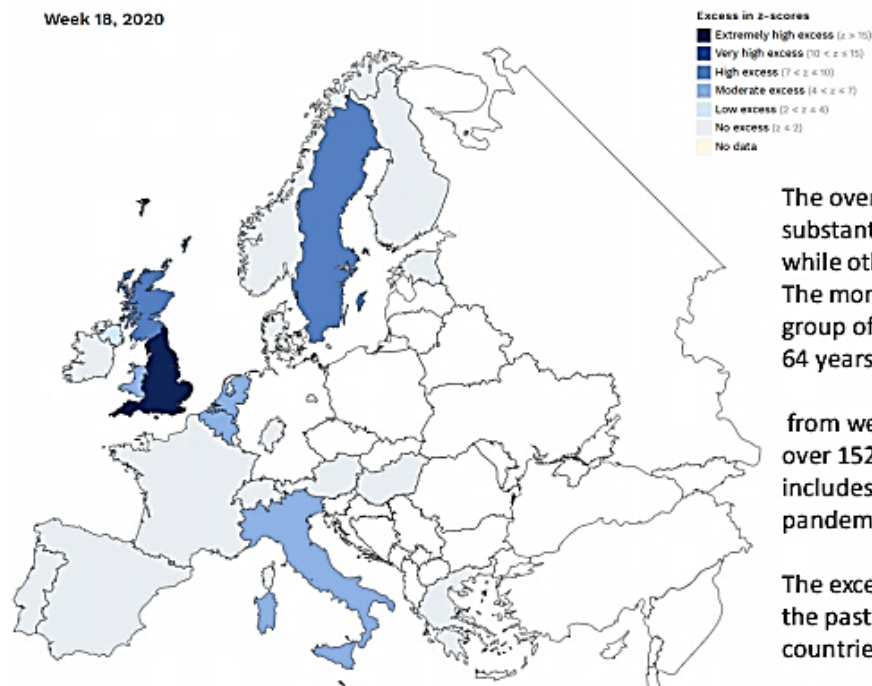 Week 18, 2020
Excess in z-scores
Extremely high excess (z > 15)
Very high excess (10 < z ≤ 15)
High excess (7 < z ≤ 10)
Moderate excess (4 < z ≤ 7)
Low excess (2 < z ≤ 4)
No excess (z ≤ 2)
No data
The over
substant
while oth
The mor
group of
64 years
from we
over 152
includes
pandem
The exce
the past
countrie